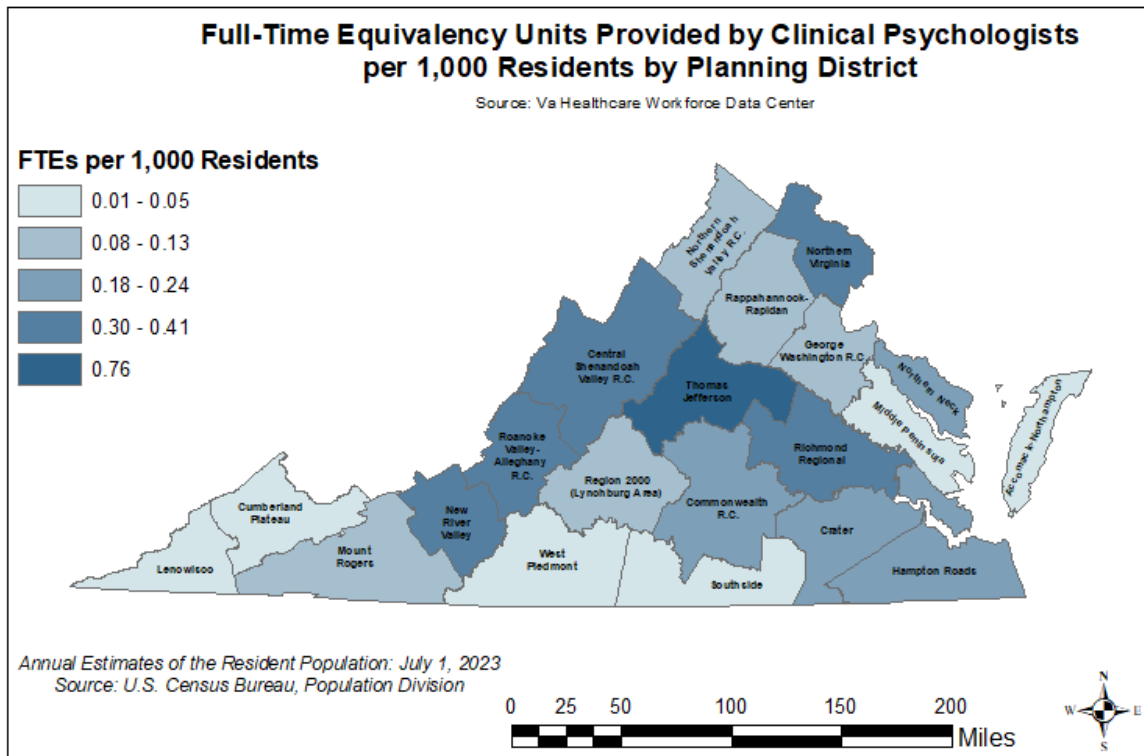 Full-Time Equivalency Units Provided by Clinical Psychologists
per 1,000 Residents by Planning District
Source: Va Healthcare Workforce Data Center
FTEs per 1,000 Residents
0.01 - 0.05
0.08 - 0.13
0.18 - 0.24
0.30 - 0.41
0.76
Northern
Shenandoah
Valley R.C.
Northern
Virginia
Rappahannock-
Rapidan
George
Washington R.C.
Northern Neck
Central
Shenandoah
Valley R.C.
Thomas
Jefferson
Middle Peninsula
Accomack-Northampton
Roanoke
Valley-
Alleghany
R.C.
Richmond
Regional
Region 2000
(Lynchburg Area)
Commonwealth
R.C.
Cumberland
Plateau
New
River
Valley
Crater
Mount
Rogers
West
Piedmont
Lenowisco
Southside
Hampton Roads
Annual Estimates of the Resident Population: July 1, 2023
Source: U.S. Census Bureau, Population Division
0 25 50 100 150 200
Miles
N
W E
S